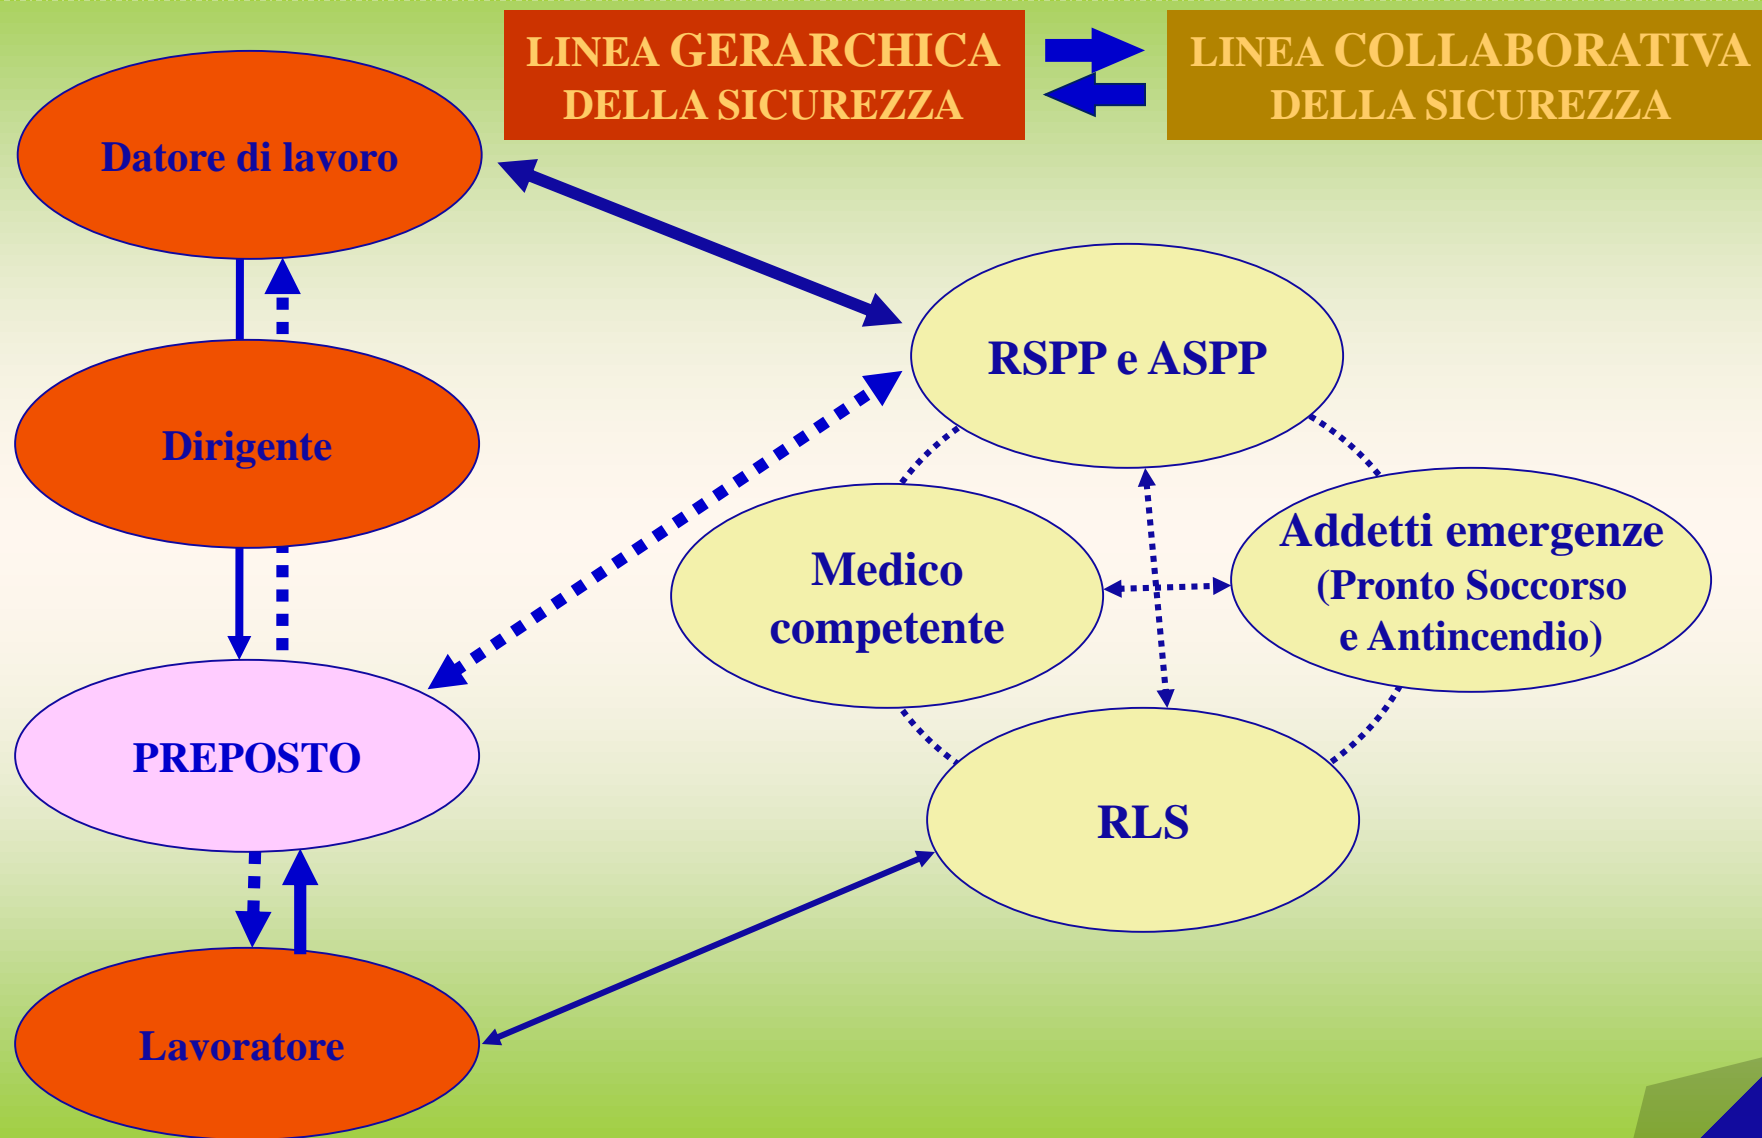 LINEA GERARCHICA
DELLA SICUREZZA
LINEA COLLABORATIVA
DELLA SICUREZZA
Datore di lavoro
Dirigente
PREPOSTO
Lavoratore
RSPP e ASPP
Medico
competente
Addetti emergenze
(Pronto Soccorso
e Antincendio)
RLS